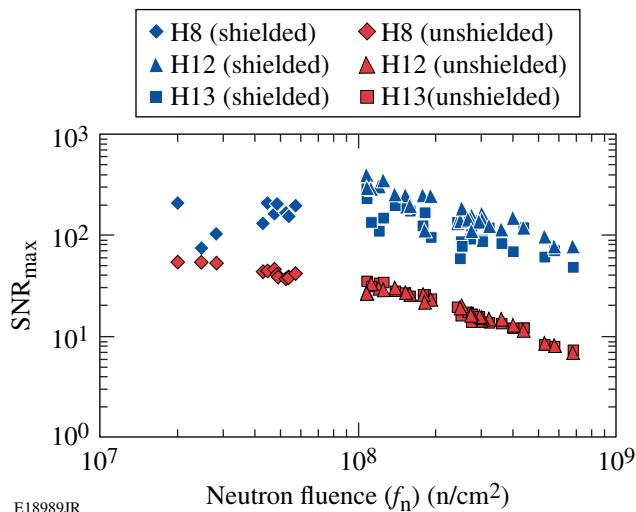 H8 (shielded) H8 (unshielded)
H12 (shielded) H12 (unshielded)
H13 (shielded) H13(unshielded)
10³
10²
10¹
10⁰
SNRmax
10⁷ 10⁸ 10⁹
Neutron fluence (fn) (n/cm²)
E18989JR